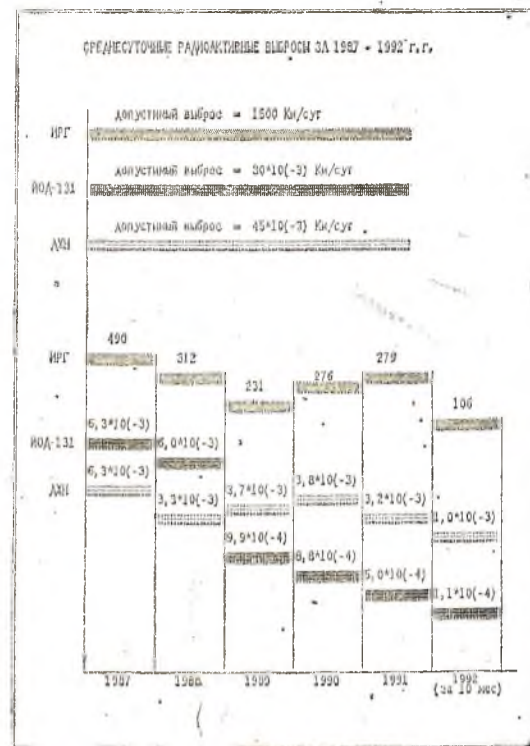 СРЕДНЕСУТОЧНЫЕ РАДИОАКТИВНЫЕ ВЫБРОСЫ ЗА 1987 - 1992 г.г.
допустимый выброс = 1500 Ки/сут
ИРГ
допустимый выброс = 30*10(-3) Ки/сут
ЙОД-131
допустимый выброс = 45*10(-3) Ки/сут
ДЖН
ИРГ
490 312 231 276 279 106
ЙОД-131
6,3*10(-3) 6,0*10(-3) 9,9*10(-4) 6,8*10(-4) 5,0*10(-4) 1,1*10(-4)
ДЖН
6,3*10(-3) 3,3*10(-3) 3,7*10(-3) 3,8*10(-3) 3,2*10(-3) 1,0*10(-3)
1987 1988 1989 1990 1991 1992
(за 10 мес)